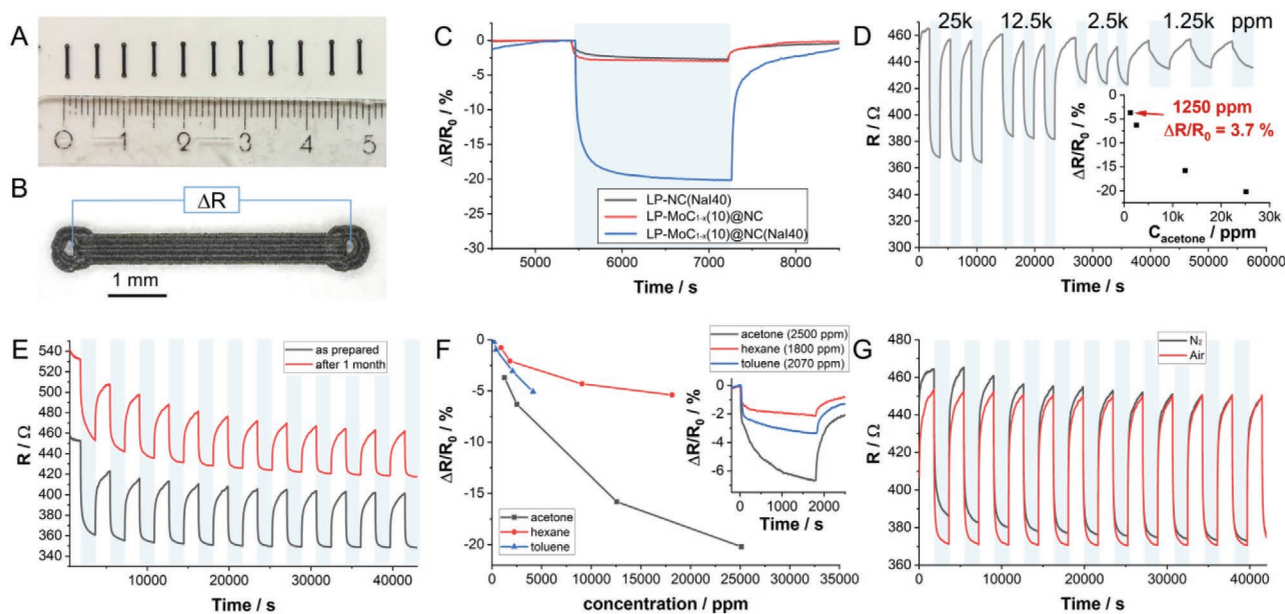 A
0 1 2 3 4 5
B
ΔR
1 mm
C
ΔR/R₀ / %
0
-5
-10
-15
-20
-25
-30
LP-NC(NaI40)
LP-MoC₁₋ₓ(10)@NC
LP-MoC₁₋ₓ(10)@NC(NaI40)
5000 6000 7000 8000
Time / s
D
25k 12.5k 2.5k 1.25k ppm
R / Ω
460
440
420
400
380
360
340
320
300
ΔR/R₀ / %
0
-5
-10
-15
-20
1250 ppm
ΔR/R₀ = 3.7 %
0 10k 20k 30k
C acetone / ppm
0 10000 20000 30000 40000 50000 60000
Time / s
E
R / Ω
540
520
500
480
460
440
420
400
380
360
340
as prepared
after 1 month
10000 20000 30000 40000
Time / s
F
ΔR/R₀ / %
0
-5
-10
-15
-20
acetone
hexane
toluene
acetone (2500 ppm)
hexane (1800 ppm)
toluene (2070 ppm)
ΔR/R₀ / %
0
-2
-4
-6
0 1000 2000
Time / s
0 5000 10000 15000 20000 25000 30000
concentration / ppm
G
R / Ω
480
460
440
420
400
380
360
N₂
Air
0 10000 20000 30000 40000
Time / s